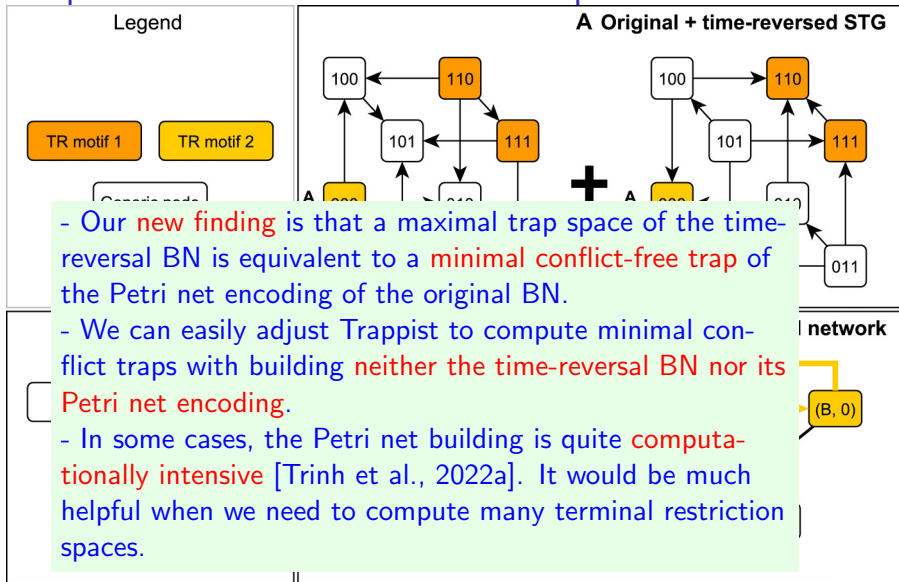 Legend
A Original + time-reversed STG
100
110
100
110
101
111
101
111
TR motif 1
TR motif 2
A
A
011
- Our new finding is that a maximal trap space of the time-
reversal BN is equivalent to a minimal conflict-free trap of
the Petri net encoding of the original BN.
- We can easily adjust Trappist to compute minimal con-
flict traps with building neither the time-reversal BN nor its
Petri net encoding.
- In some cases, the Petri net building is quite computa-
tionally intensive [Trinh et al., 2022a]. It would be much
helpful when we need to compute many terminal restriction
spaces.
network
(B, 0)